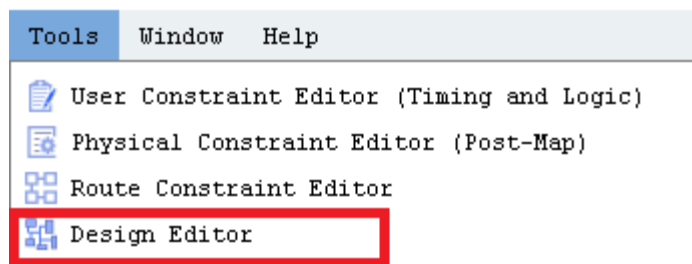 Tools Window Help
User Constraint Editor (Timing and Logic)
Physical Constraint Editor (Post-Map)
Route Constraint Editor
Design Editor